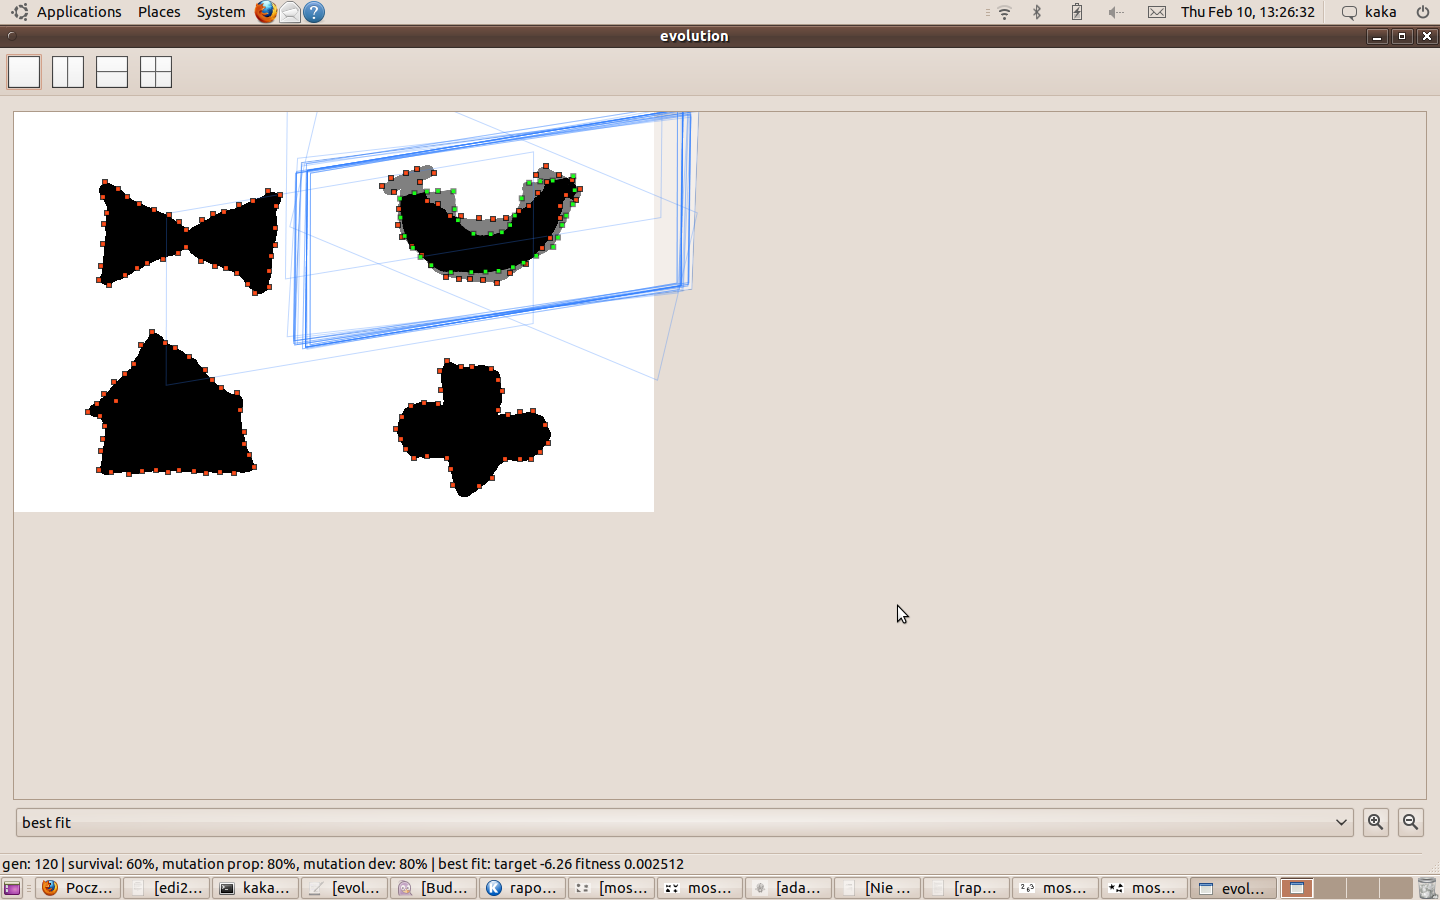 Applications Places System ? Thu Feb 10, 13:26:32 kaka
evolution
best fit
gen: 120 | survival: 60%, mutation prop: 80%, mutation dev: 80% | best fit: target -6.26 fitness 0.002512
Pocz... [edi2... kaka... [evol... [Bud... rapo... [mos... mos... [ada... [Nie ... [rap... mos... mos... evol...